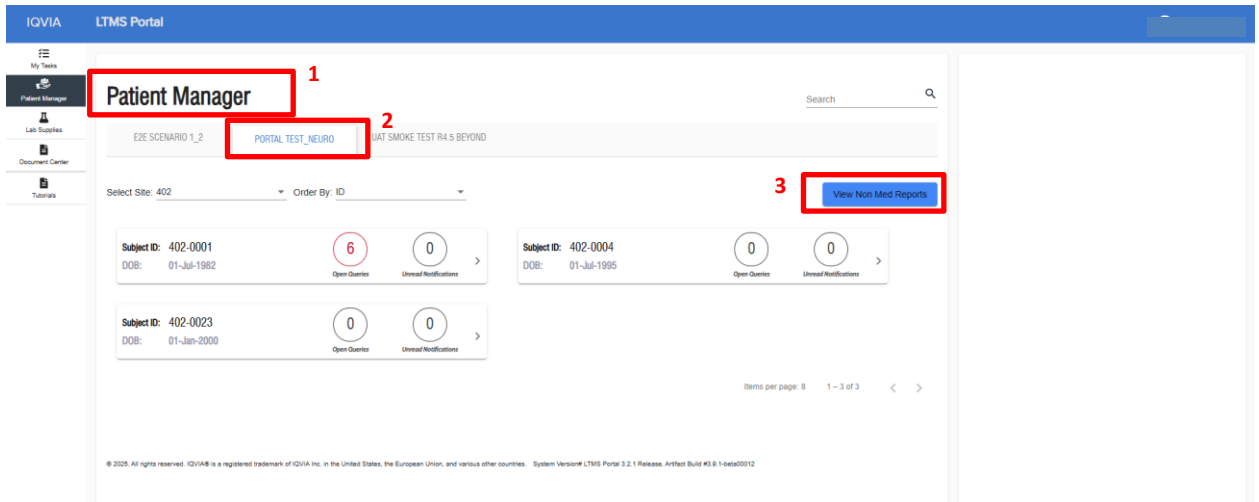 IQVIA LTMS Portal
My Tasks
Patient Manager
Lab Supplies
Document Center
Tutorials
1
Patient Manager
Search
2
E2E SCENARIO 1_2 PORTAL TEST_NEURO UAT SMOKE TEST R4.5 BEYOND
Select Site: 402 Order By: ID
3
View Non Med Reports
Subject ID: 402-0001
DOB: 01-Jul-1982
6
Open Queries
0
Unread Notifications
Subject ID: 402-0004
DOB: 01-Jul-1995
0
Open Queries
0
Unread Notifications
Subject ID: 402-0023
DOB: 01-Jan-2000
0
Open Queries
0
Unread Notifications
Items per page: 8 1 – 3 of 3
© 2025. All rights reserved. IQVIA® is a registered trademark of IQVIA Inc. in the United States, the European Union, and various other countries. System Version# LTMS Portal 3.2.1 Release. Artifact Build #3.9.1-beta00012